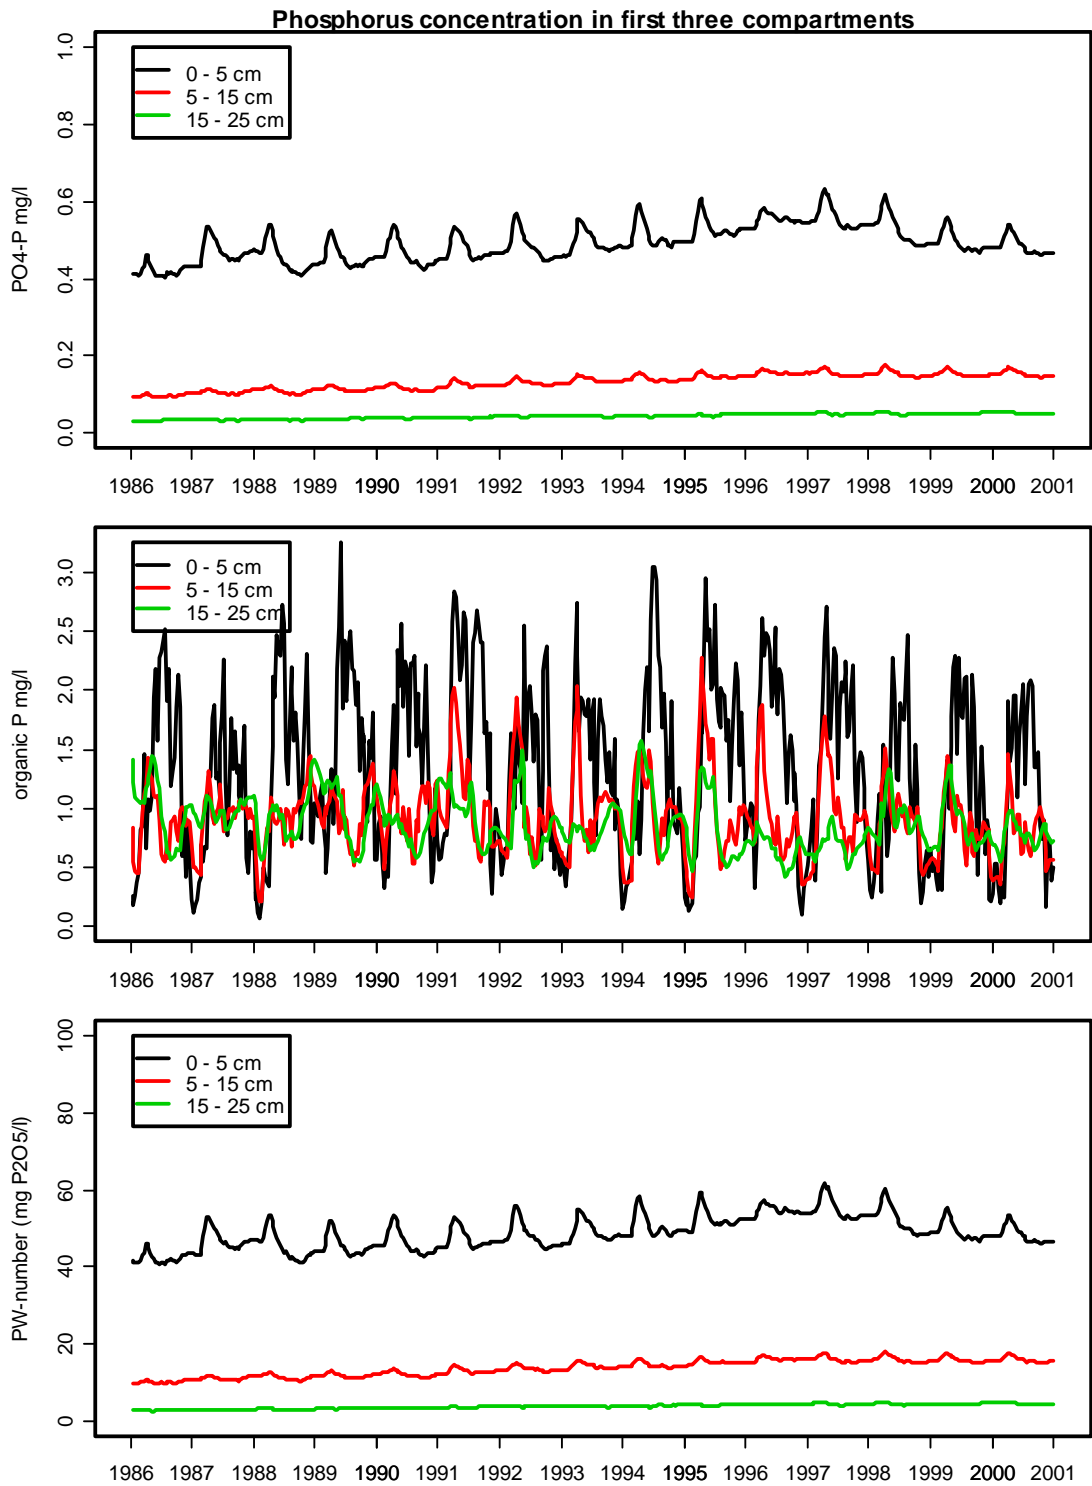 Phosphorus concentration in first three compartments
PO4-P mg/l
1.0
0.8
0.6
0.4
0.2
0.0
0 - 5 cm
5 - 15 cm
15 - 25 cm
1986 1987 1988 1989 1990 1991 1992 1993 1994 1995 1996 1997 1998 1999 2000 2001
organic P mg/l
3.0
2.5
2.0
1.5
1.0
0.5
0.0
0 - 5 cm
5 - 15 cm
15 - 25 cm
1986 1987 1988 1989 1990 1991 1992 1993 1994 1995 1996 1997 1998 1999 2000 2001
PW-number (mg P2O5/l)
100
80
60
40
20
0
0 - 5 cm
5 - 15 cm
15 - 25 cm
1986 1987 1988 1989 1990 1991 1992 1993 1994 1995 1996 1997 1998 1999 2000 2001